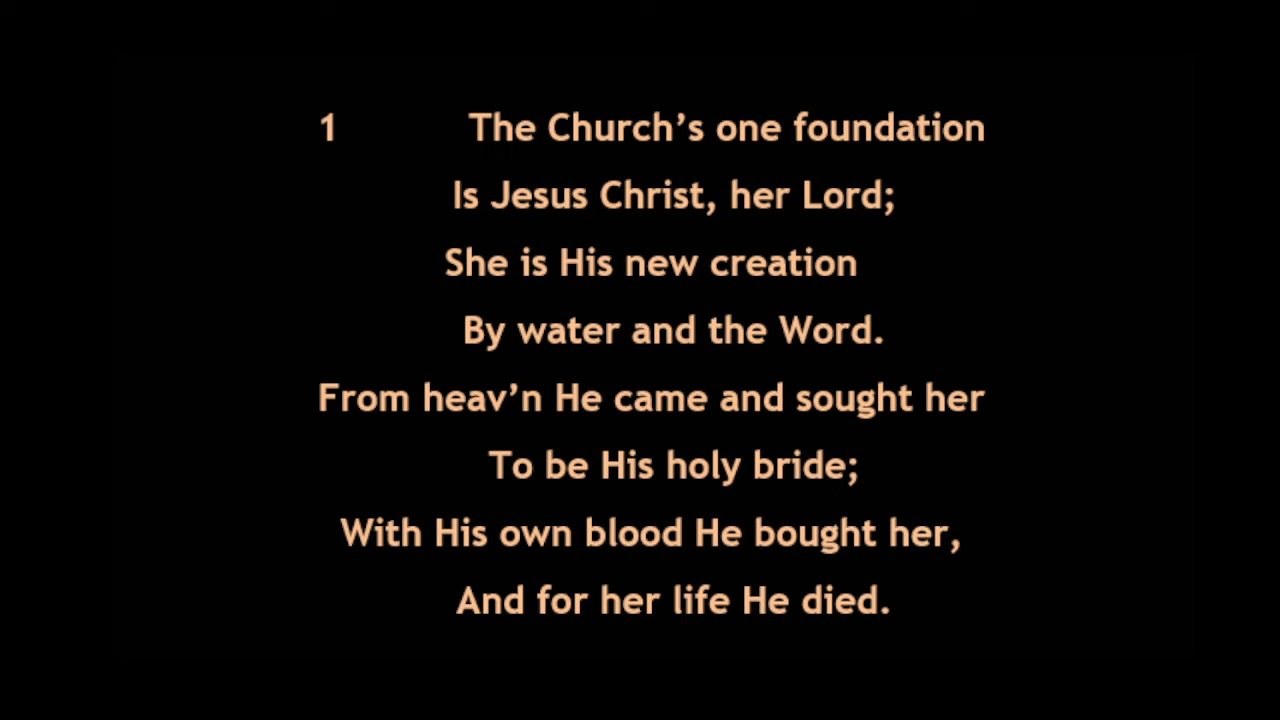 1 The Church’s one foundation
Is Jesus Christ, her Lord;
She is His new creation
By water and the Word.
From heav’n He came and sought her
To be His holy bride;
With His own blood He bought her,
And for her life He died.